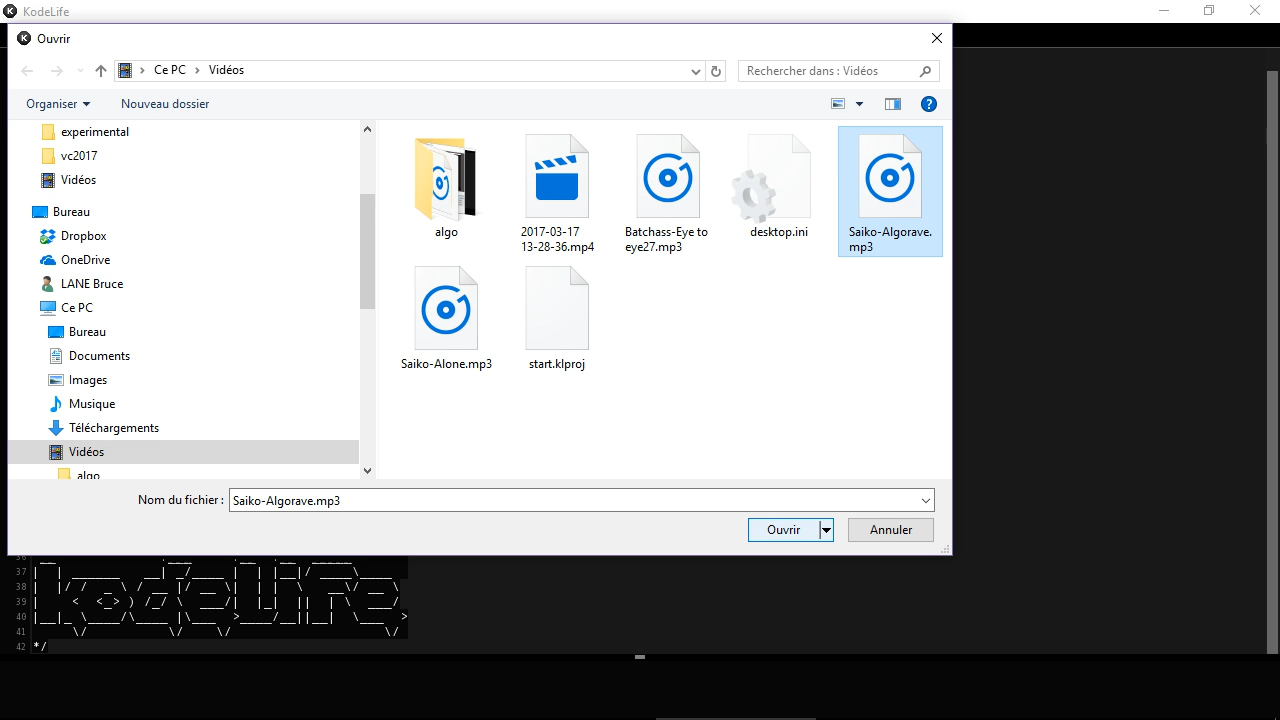 KodeLife
Ouvrir
Ce PC > Vidéos
Rechercher dans : Vidéos
Organiser
Nouveau dossier
experimental
vc2017
Vidéos
Bureau
Dropbox
OneDrive
LANE Bruce
Ce PC
Bureau
Documents
Images
Musique
Téléchargements
Vidéos
algo
algo
2017-03-17
13-28-36.mp4
Batchass-Eye to
eye27.mp3
desktop.ini
Saiko-Algorave.
mp3
Saiko-Alone.mp3
start.klproj
Nom du fichier :
Saiko-Algorave.mp3
Ouvrir
Annuler
36
37
38
39
40
41
42 */